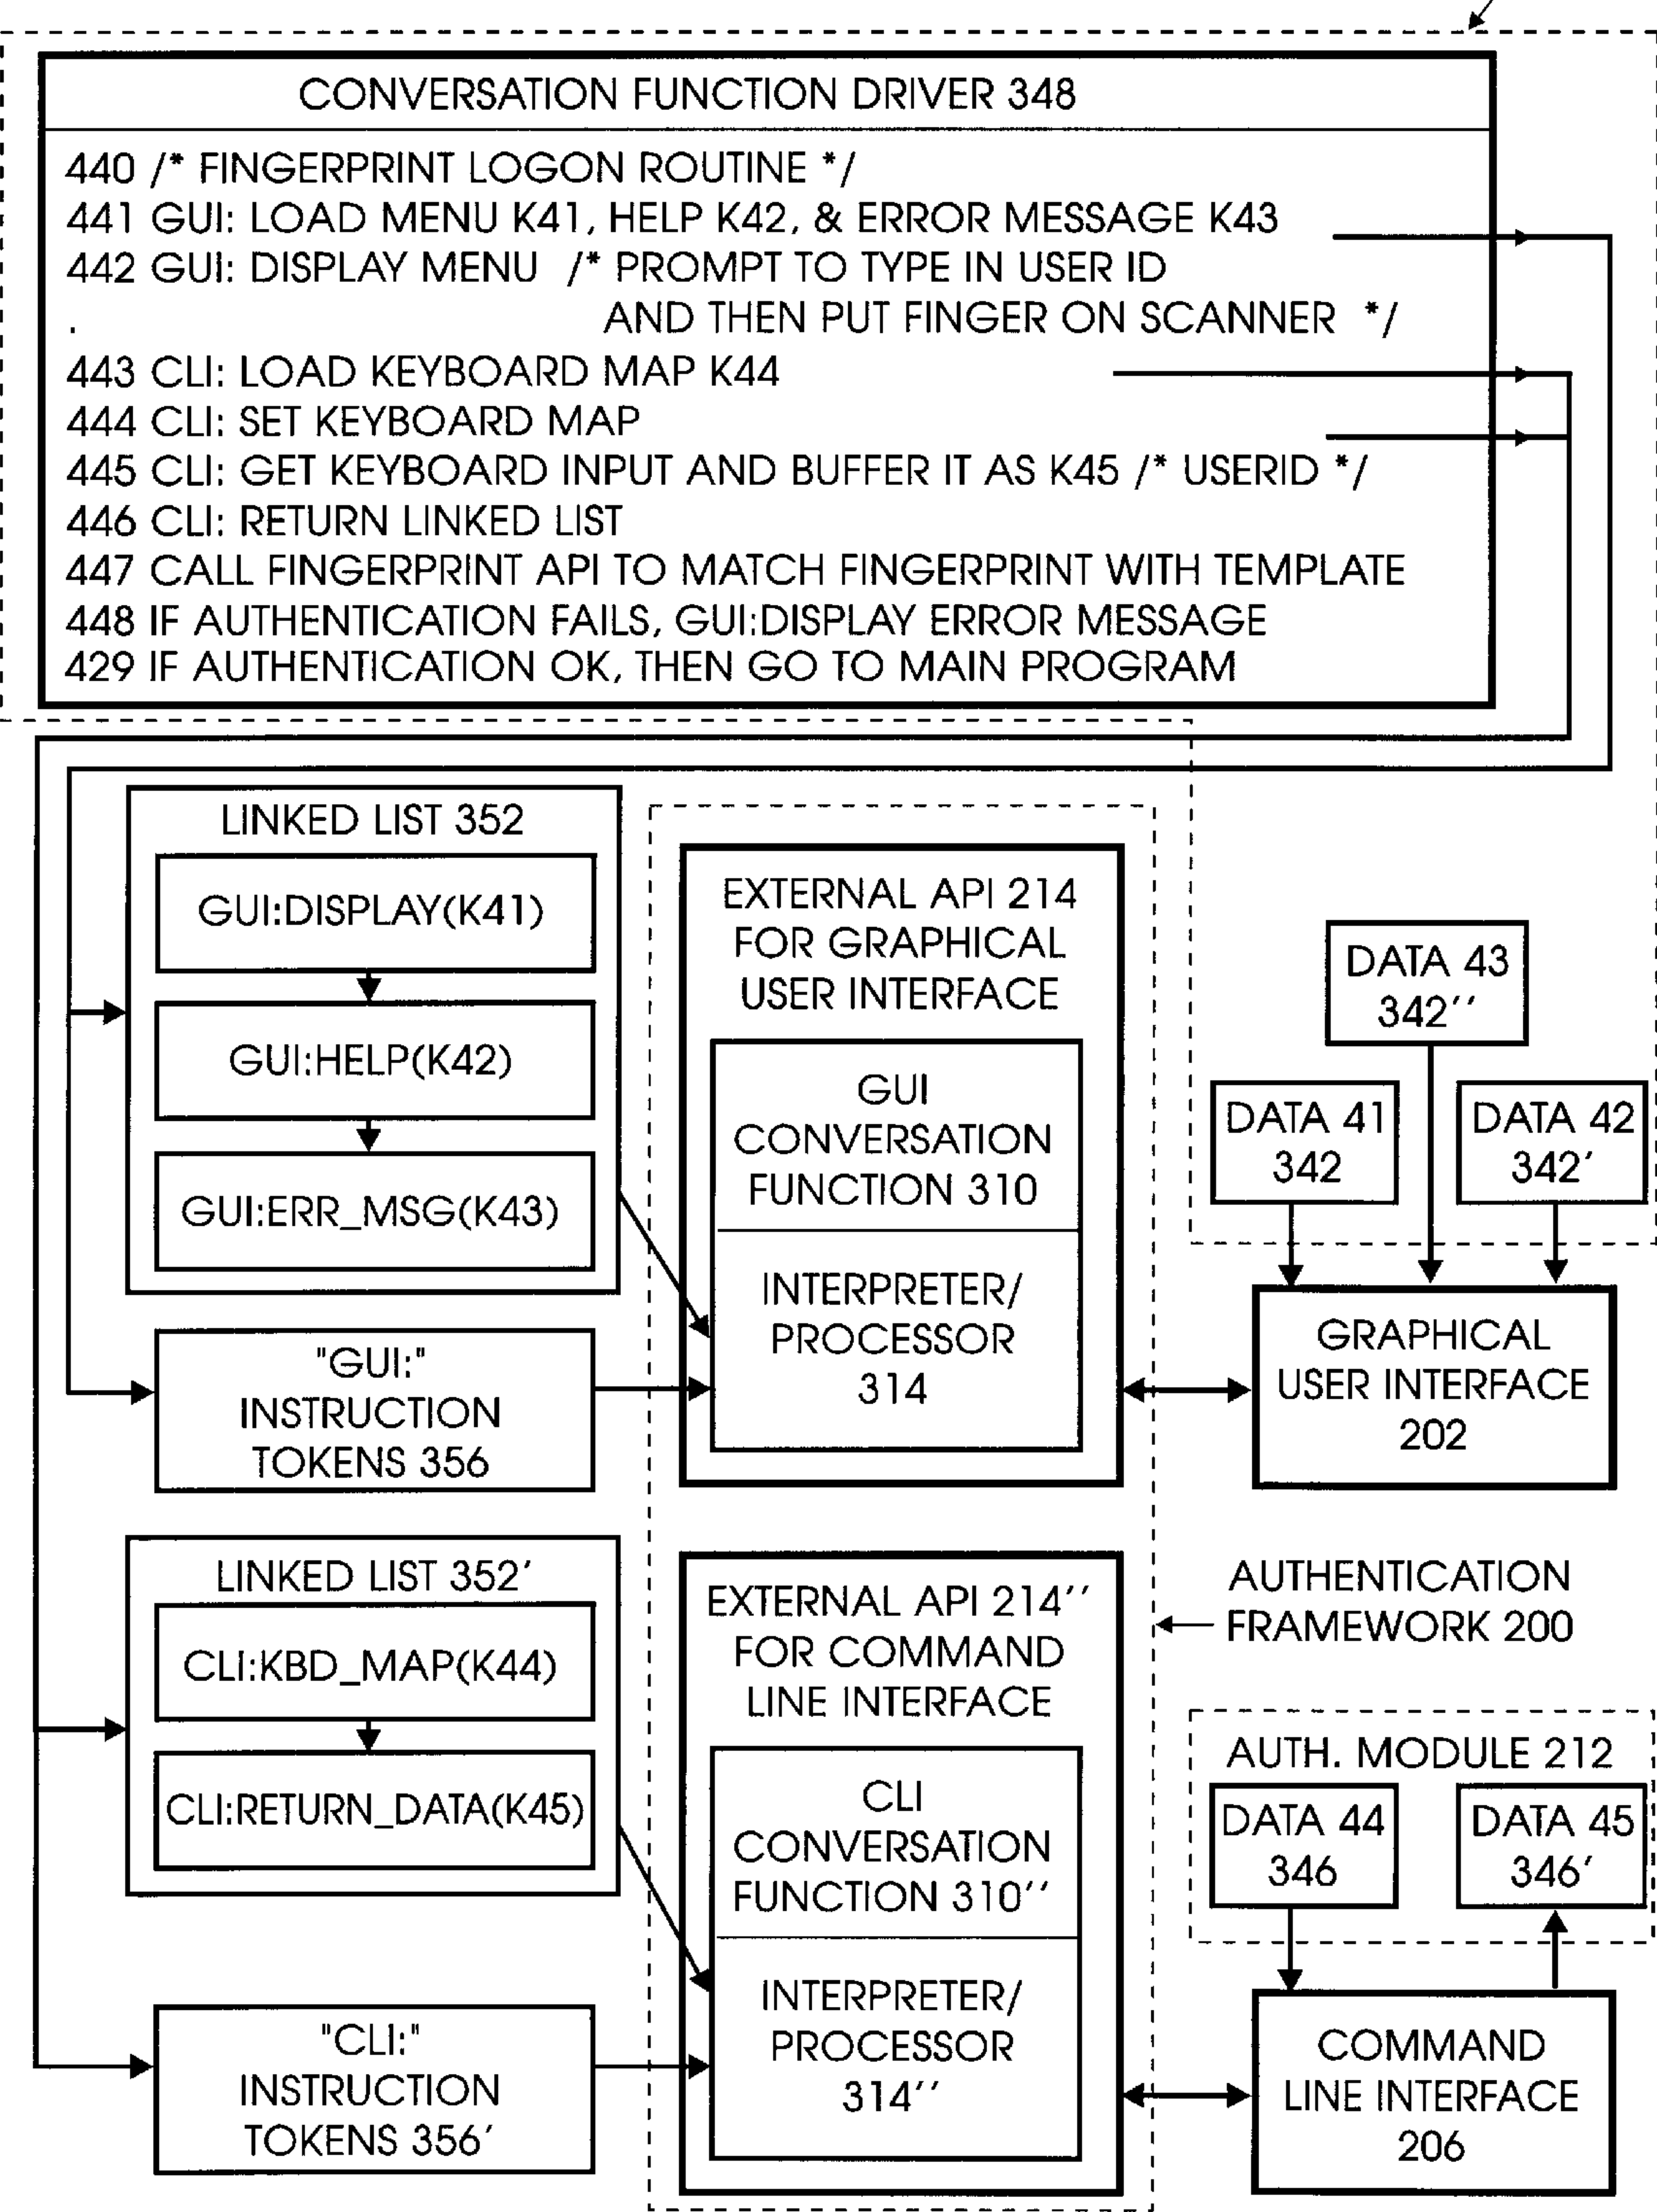 CONVERSATION FUNCTION DRIVER 348
440 /* FINGERPRINT LOGON ROUTINE */
441 GUI: LOAD MENU K41, HELP K42, & ERROR MESSAGE K43
442 GUI: DISPLAY MENU /* PROMPT TO TYPE IN USER ID
. AND THEN PUT FINGER ON SCANNER */
443 CLI: LOAD KEYBOARD MAP K44
444 CLI: SET KEYBOARD MAP
445 CLI: GET KEYBOARD INPUT AND BUFFER IT AS K45 /* USERID */
446 CLI: RETURN LINKED LIST
447 CALL FINGERPRINT API TO MATCH FINGERPRINT WITH TEMPLATE
448 IF AUTHENTICATION FAILS, GUI:DISPLAY ERROR MESSAGE
429 IF AUTHENTICATION OK, THEN GO TO MAIN PROGRAM
LINKED LIST 352
GUI:DISPLAY(K41)
GUI:HELP(K42)
GUI:ERR_MSG(K43)
"GUI:"
INSTRUCTION
TOKENS 356
EXTERNAL API 214
FOR GRAPHICAL
USER INTERFACE
GUI
CONVERSATION
FUNCTION 310
INTERPRETER/
PROCESSOR
314
DATA 43
342''
DATA 41
342
DATA 42
342'
GRAPHICAL
USER INTERFACE
202
LINKED LIST 352'
CLI:KBD_MAP(K44)
CLI:RETURN_DATA(K45)
"CLI:"
INSTRUCTION
TOKENS 356'
EXTERNAL API 214''
FOR COMMAND
LINE INTERFACE
CLI
CONVERSATION
FUNCTION 310''
INTERPRETER/
PROCESSOR
314''
AUTHENTICATION
FRAMEWORK 200
AUTH. MODULE 212
DATA 44
346
DATA 45
346'
COMMAND
LINE INTERFACE
206